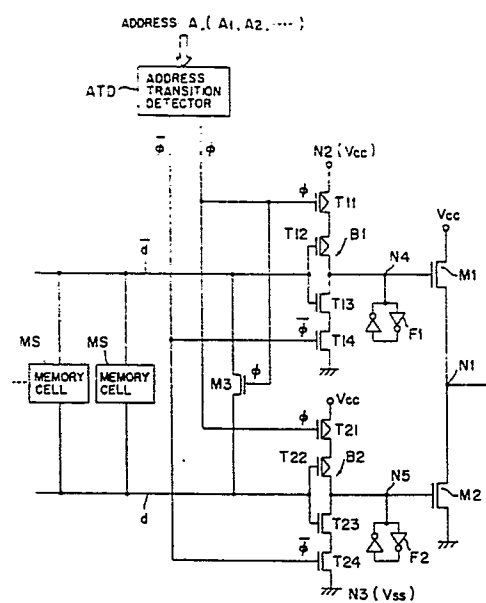 ADDRESS A, (A1, A2, ----)
ATD
ADDRESS
TRANSITION
DETECTOR
φ̅ φ
N2 (Vcc)
φ T11
T12 B1
Vcc
d̅
N4
M1
T13
φ̅ T14
F1
MS MS
MEMORY
CELL
MEMORY
CELL
M3 φ
Vcc
N1
φ T21
T22 B2
N5
M2
d
T23
φ̅ T24
F2
N3 (Vss)